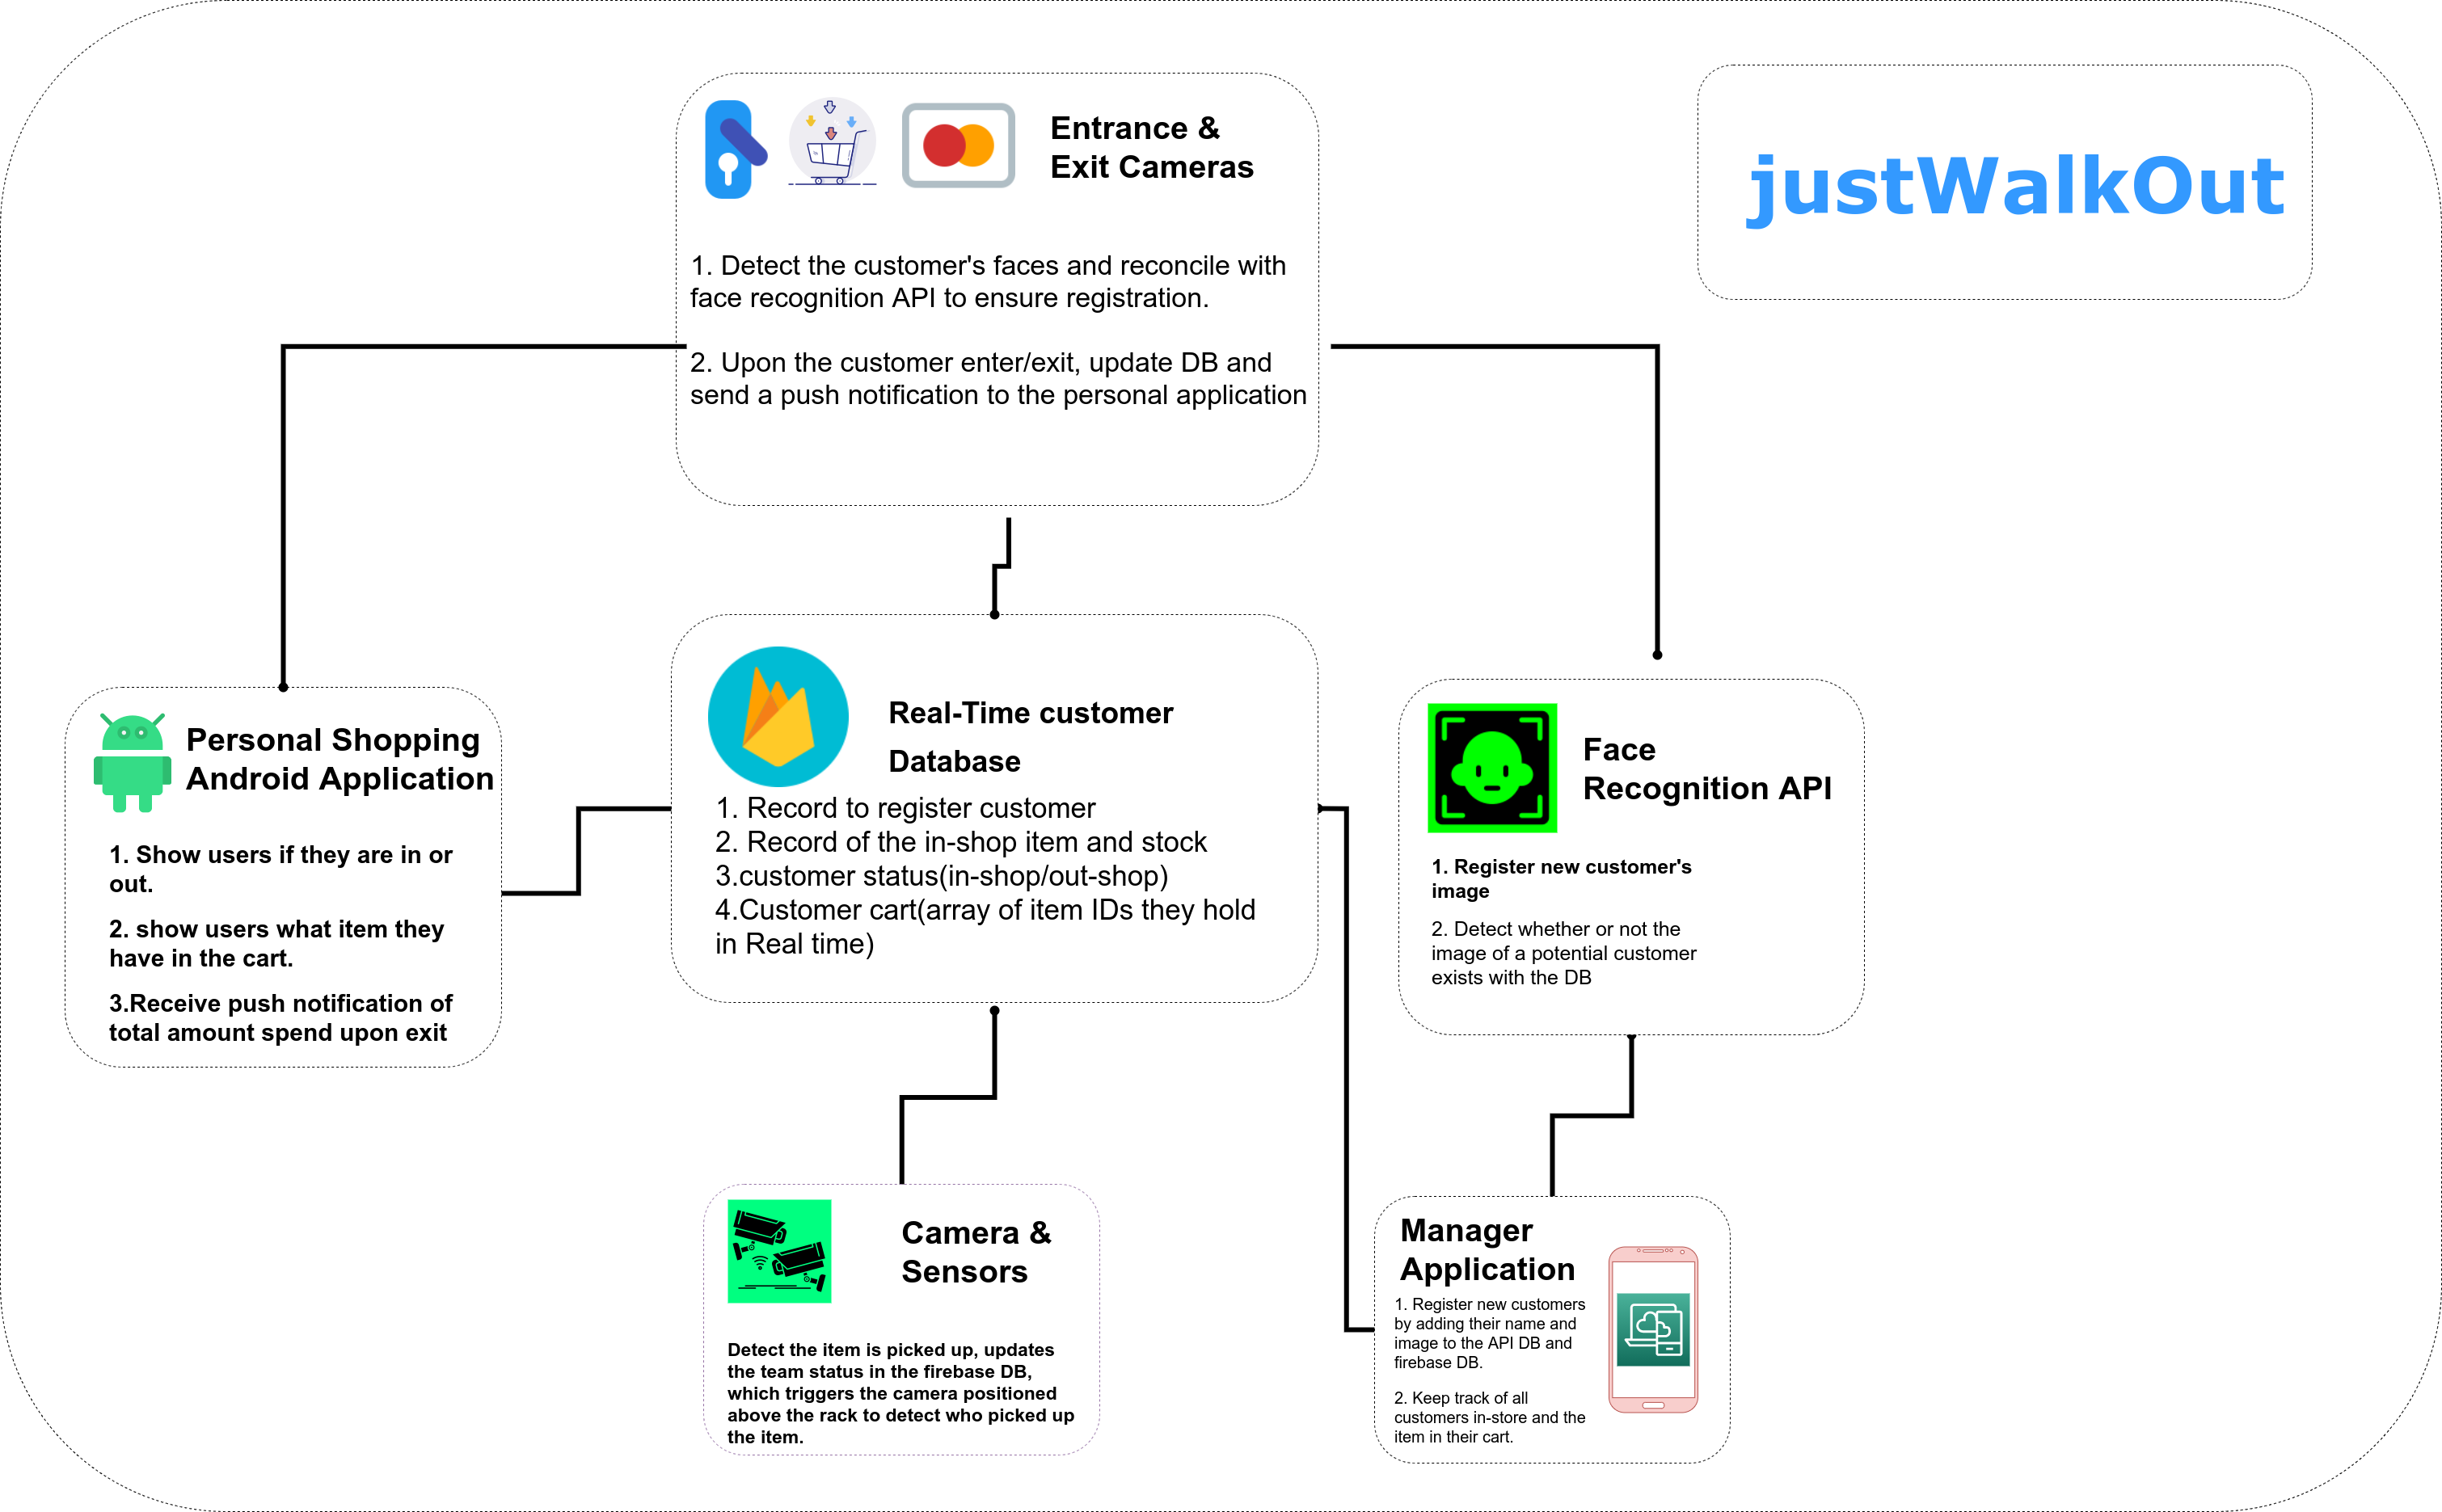 Entrance &
Exit Cameras
1. Detect the customer's faces and reconcile with
face recognition API to ensure registration.
2. Upon the customer enter/exit, update DB and
send a push notification to the personal application
justWalkOut
Personal Shopping
Android Application
1. Show users if they are in or
out.
2. show users what item they
have in the cart.
3.Receive push notification of
total amount spend upon exit
Real-Time customer
Database
1. Record to register customer
2. Record of the in-shop item and stock
3.customer status(in-shop/out-shop)
4.Customer cart(array of item IDs they hold
in Real time)
Face
Recognition API
1. Register new customer's
image
2. Detect whether or not the
image of a potential customer
exists with the DB
Camera &
Sensors
Detect the item is picked up, updates
the team status in the firebase DB,
which triggers the camera positioned
above the rack to detect who picked up
the item.
Manager
Application
1. Register new customers
by adding their name and
image to the API DB and
firebase DB.
2. Keep track of all
customers in-store and the
item in their cart.